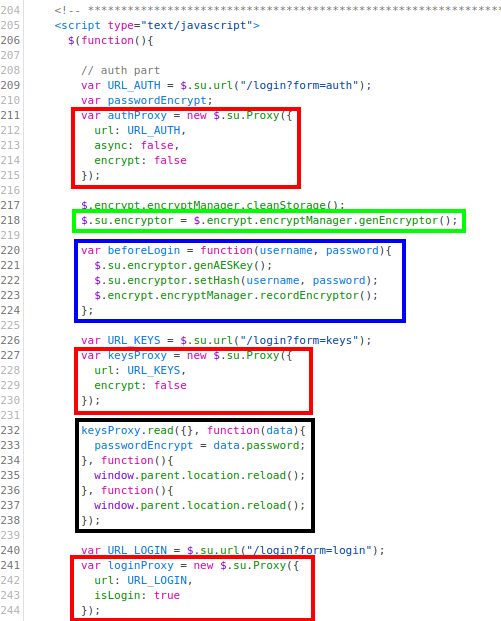 204 <!-- ****************************************************************
205 <script type="text/javascript">
206 $(function(){
207
208 // auth part
209 var URL_AUTH = $.su.url("/login?form=auth");
210 var passwordEncrypt;
211 var authProxy = new $.su.Proxy({
212 url: URL_AUTH,
213 async: false,
214 encrypt: false
215 });
216
217 $.encrypt.encryptManager.cleanStorage();
218 $.su.encryptor = $.encrypt.encryptManager.genEncryptor();
219
220 var beforeLogin = function(username, password){
221 $.su.encryptor.genAESKey();
222 $.su.encryptor.setHash(username, password);
223 $.encrypt.encryptManager.recordEncryptor();
224 };
225
226 var URL_KEYS = $.su.url("/login?form=keys");
227 var keysProxy = new $.su.Proxy({
228 url: URL_KEYS,
229 encrypt: false
230 });
231
232 keysProxy.read({}, function(data){
233 passwordEncrypt = data.password;
234 }, function(){
235 window.parent.location.reload();
236 }, function(){
237 window.parent.location.reload();
238 });
239
240 var URL_LOGIN = $.su.url("/login?form=login");
241 var loginProxy = new $.su.Proxy({
242 url: URL_LOGIN,
243 isLogin: true
244 });